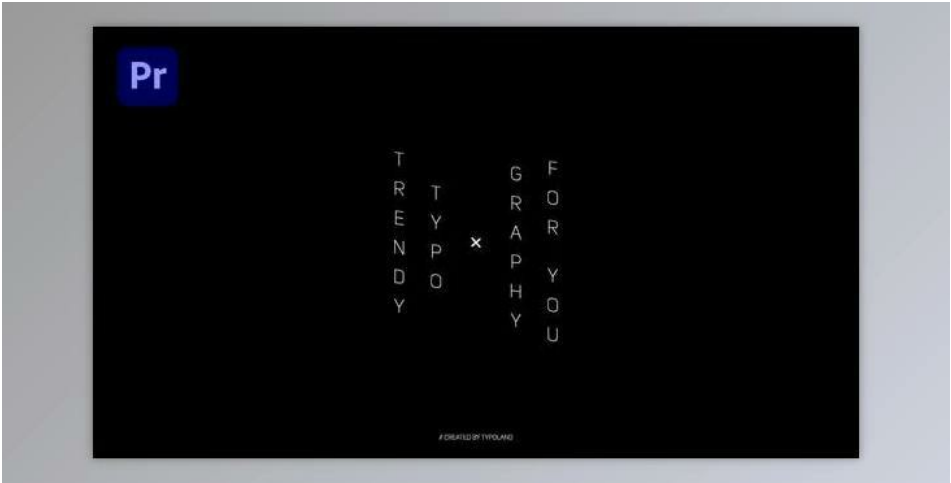 Pr
TRENDY
TYPO
×
GRAPHY
FOR YOU
// CREATED BY TYPOLAND